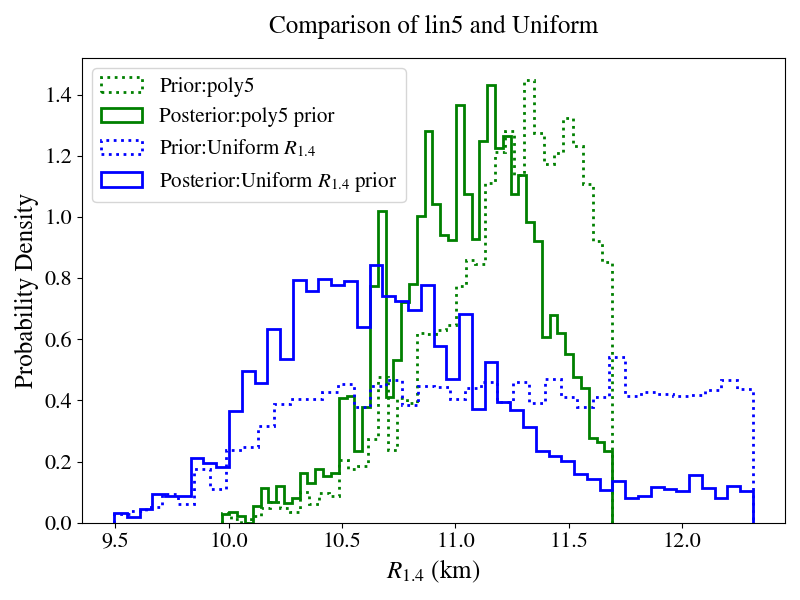 Comparison of lin5 and Uniform
Prior:poly5
Posterior:poly5 prior
Prior:Uniform R₁.₄
Posterior:Uniform R₁.₄ prior
Probability Density
1.4
1.2
1.0
0.8
0.6
0.4
0.2
0.0
9.5 10.0 10.5 11.0 11.5 12.0
R₁.₄ (km)